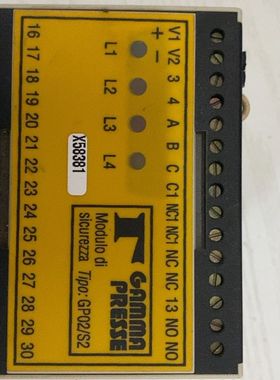 V1 V2 3 4 A B C C1 NC1 NC1 NC NC 13 NO NO
+ -
L1
L2
L3
L4
X58381
GAMMA
PRESSE
Modulo di
sicurezza Tipo: GP02/S2
16 17 18 19 20 21 22 23 24 25 26 27 28 29 30